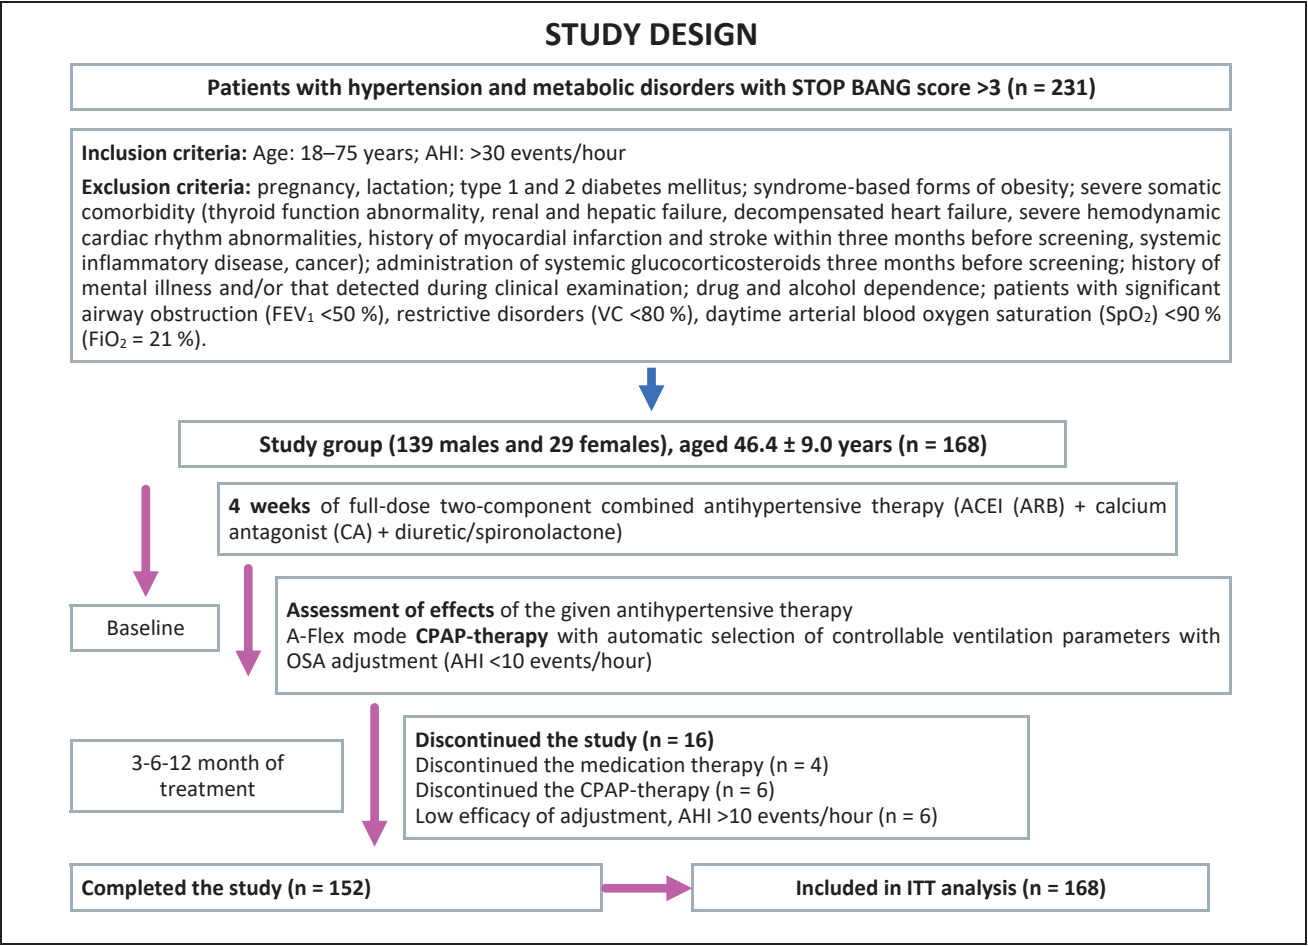 STUDY DESIGN
Patients with hypertension and metabolic disorders with STOP BANG score >3 (n = 231)
Inclusion criteria: Age: 18–75 years; AHI: >30 events/hour
Exclusion criteria: pregnancy, lactation; type 1 and 2 diabetes mellitus; syndrome-based forms of obesity; severe somatic
comorbidity (thyroid function abnormality, renal and hepatic failure, decompensated heart failure, severe hemodynamic
cardiac rhythm abnormalities, history of myocardial infarction and stroke within three months before screening, systemic
inflammatory disease, cancer); administration of systemic glucocorticosteroids three months before screening; history of
mental illness and/or that detected during clinical examination; drug and alcohol dependence; patients with significant
airway obstruction (FEV₁ <50 %), restrictive disorders (VC <80 %), daytime arterial blood oxygen saturation (SpO₂) <90 %
(FiO₂ = 21 %).
Study group (139 males and 29 females), aged 46.4 ± 9.0 years (n = 168)
4 weeks of full-dose two-component combined antihypertensive therapy (ACEI (ARB) + calcium
antagonist (CA) + diuretic/spironolactone)
Baseline
Assessment of effects of the given antihypertensive therapy
A-Flex mode CPAP-therapy with automatic selection of controllable ventilation parameters with
OSA adjustment (AHI <10 events/hour)
3-6-12 month of
treatment
Discontinued the study (n = 16)
Discontinued the medication therapy (n = 4)
Discontinued the CPAP-therapy (n = 6)
Low efficacy of adjustment, AHI >10 events/hour (n = 6)
Completed the study (n = 152)
Included in ITT analysis (n = 168)